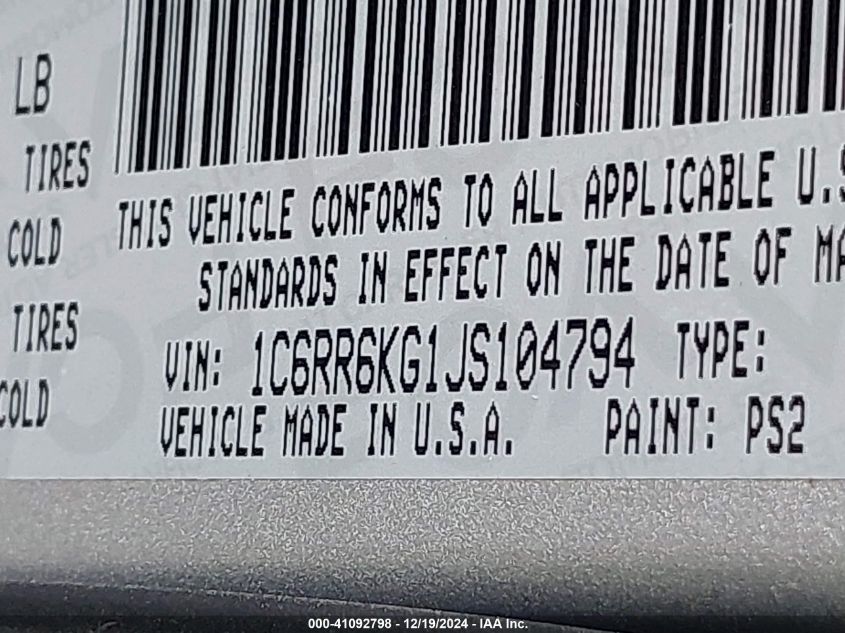 LB
TIRES
COLD
TIRES
COLD
THIS VEHICLE CONFORMS TO ALL APPLICABLE U.S
STANDARDS IN EFFECT ON THE DATE OF MA
VIN: 1C6RR6KG1JS104794 TYPE:
VEHICLE MADE IN U.S.A. PAINT: PS2
000-41092798 - 12/19/2024 - IAA Inc.